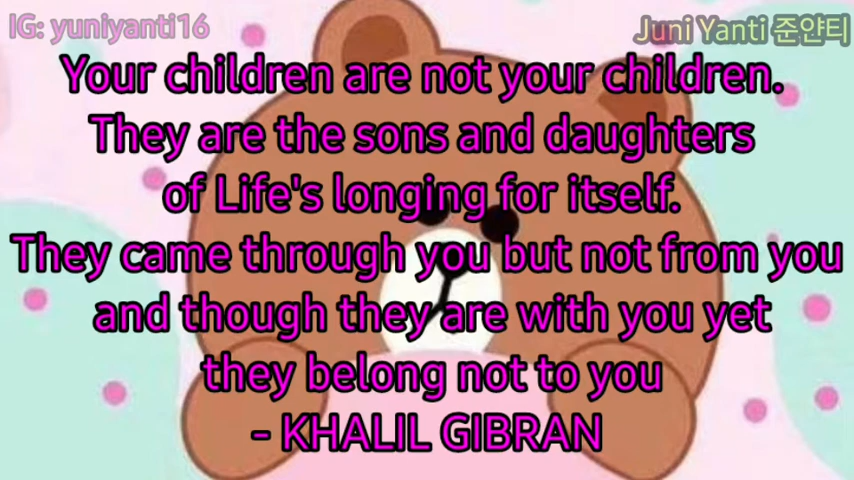 IG: yuniyanti16
Juni Yanti 준얀티
Your children are not your children.
They are the sons and daughters
of Life's longing for itself.
They came through you but not from you
and though they are with you yet
they belong not to you
- KHALIL GIBRAN